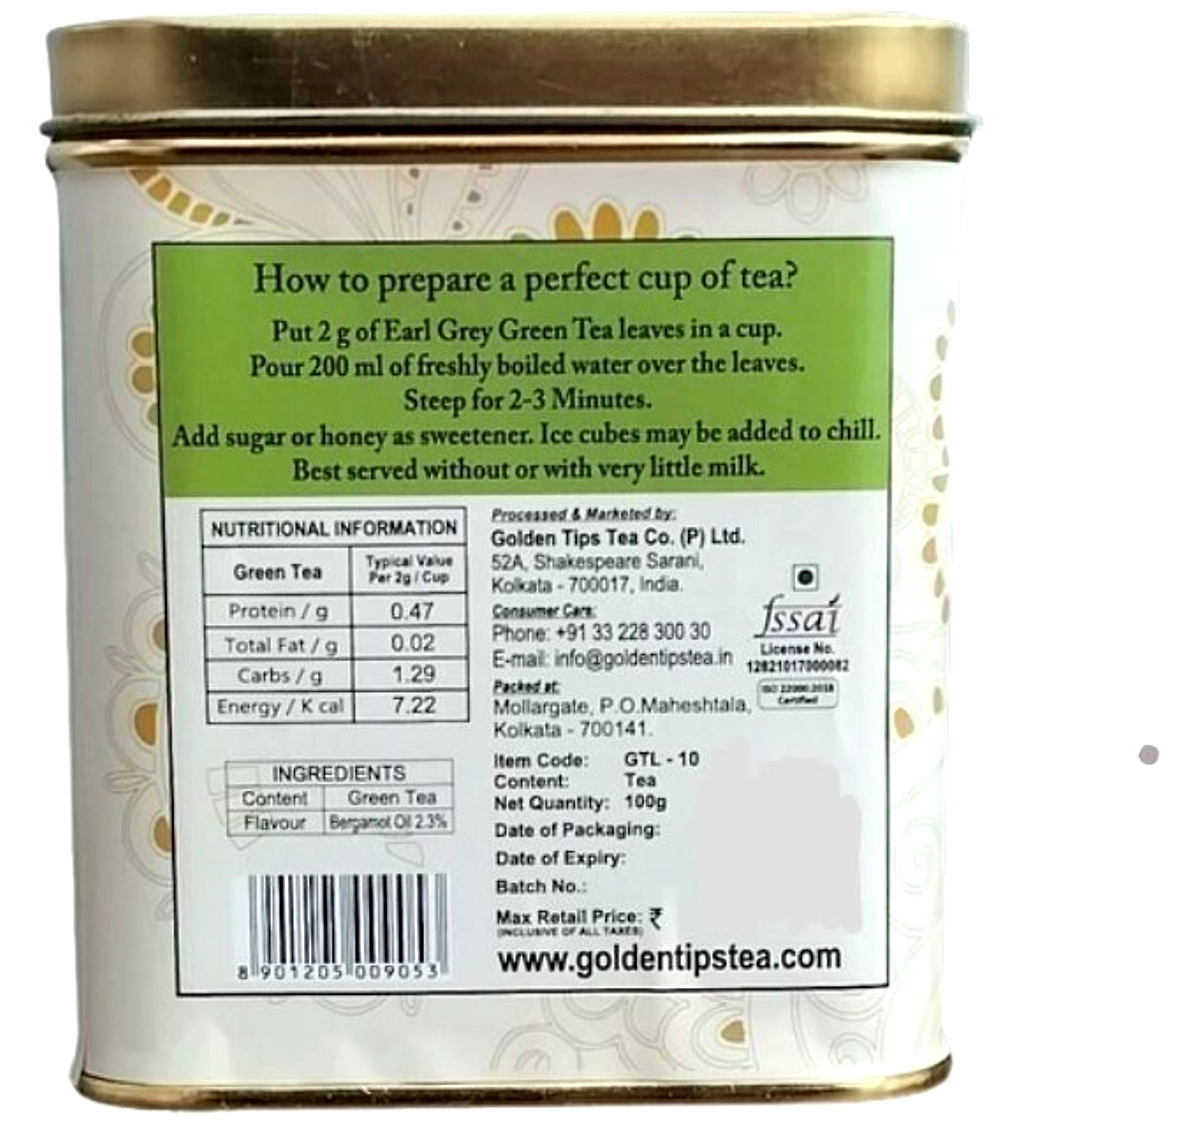 How to prepare a perfect cup of tea?
Put 2 g of Earl Grey Green Tea leaves in a cup.
Pour 200 ml of freshly boiled water over the leaves.
Steep for 2-3 Minutes.
Add sugar or honey as sweetener. Ice cubes may be added to chill.
Best served without or with very little milk.
NUTRITIONAL INFORMATION
Green Tea Typical Value Per 2g / Cup
Protein / g 0.47
Total Fat / g 0.02
Carbs / g 1.29
Energy / K cal 7.22
INGREDIENTS
Content Green Tea
Flavour Bergamot Oil 2.3%
8 901205 009053
Processed & Marketed by:
Golden Tips Tea Co. (P) Ltd.
52A, Shakespeare Sarani,
Kolkata - 700017, India.
Consumer Care:
Phone: +91 33 228 300 30
E-mail: info@goldentipstea.in
Packed at:
Mollargate, P.O.Maheshtala,
Kolkata - 700141.
fssai
License No.
12821017000082
ISO 22000:2018
Certified
Item Code: GTL - 10
Content: Tea
Net Quantity: 100g
Date of Packaging:
Date of Expiry:
Batch No.:
Max Retail Price: ₹
(INCLUSIVE OF ALL TAXES)
www.goldentipstea.com